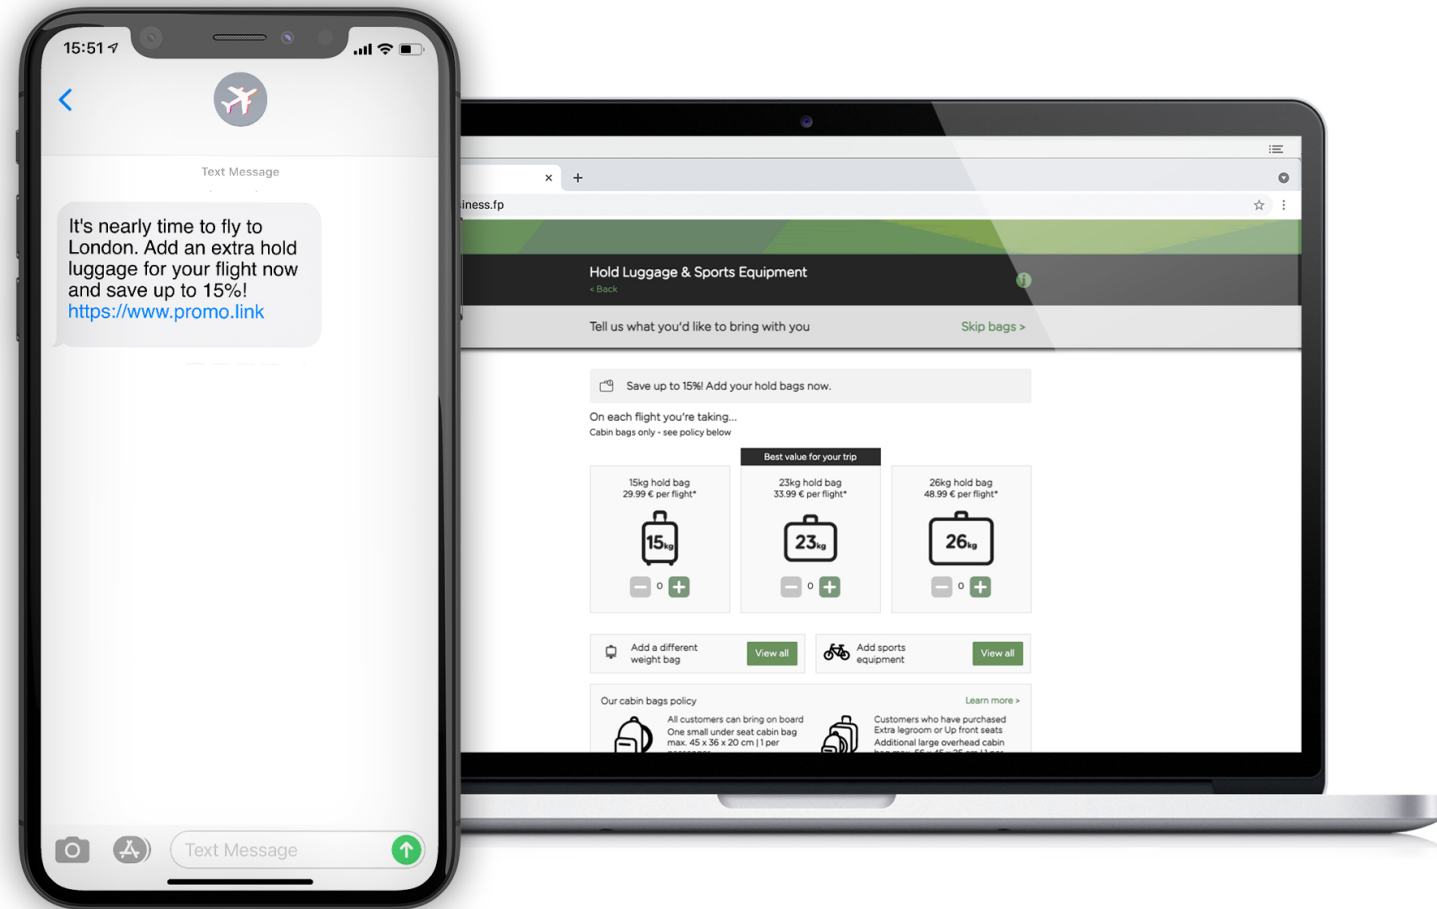 15:51
Text Message
It's nearly time to fly to
London. Add an extra hold
luggage for your flight now
and save up to 15%!
https://www.promo.link
Text Message
iness.fp
Hold Luggage & Sports Equipment
< Back
Tell us what you'd like to bring with you
Skip bags >
Save up to 15%! Add your hold bags now.
On each flight you're taking...
Cabin bags only - see policy below
Best value for your trip
15kg hold bag
29.99 € per flight*
15kg
23kg hold bag
33.99 € per flight*
23kg
26kg hold bag
48.99 € per flight*
26kg
0
0
0
Add a different
weight bag
View all
Add sports
equipment
View all
Our cabin bags policy
Learn more >
All customers can bring on board
One small under seat cabin bag
max. 45 x 36 x 20 cm | 1 per
Customers who have purchased
Extra legroom or Up front seats
Additional large overhead cabin